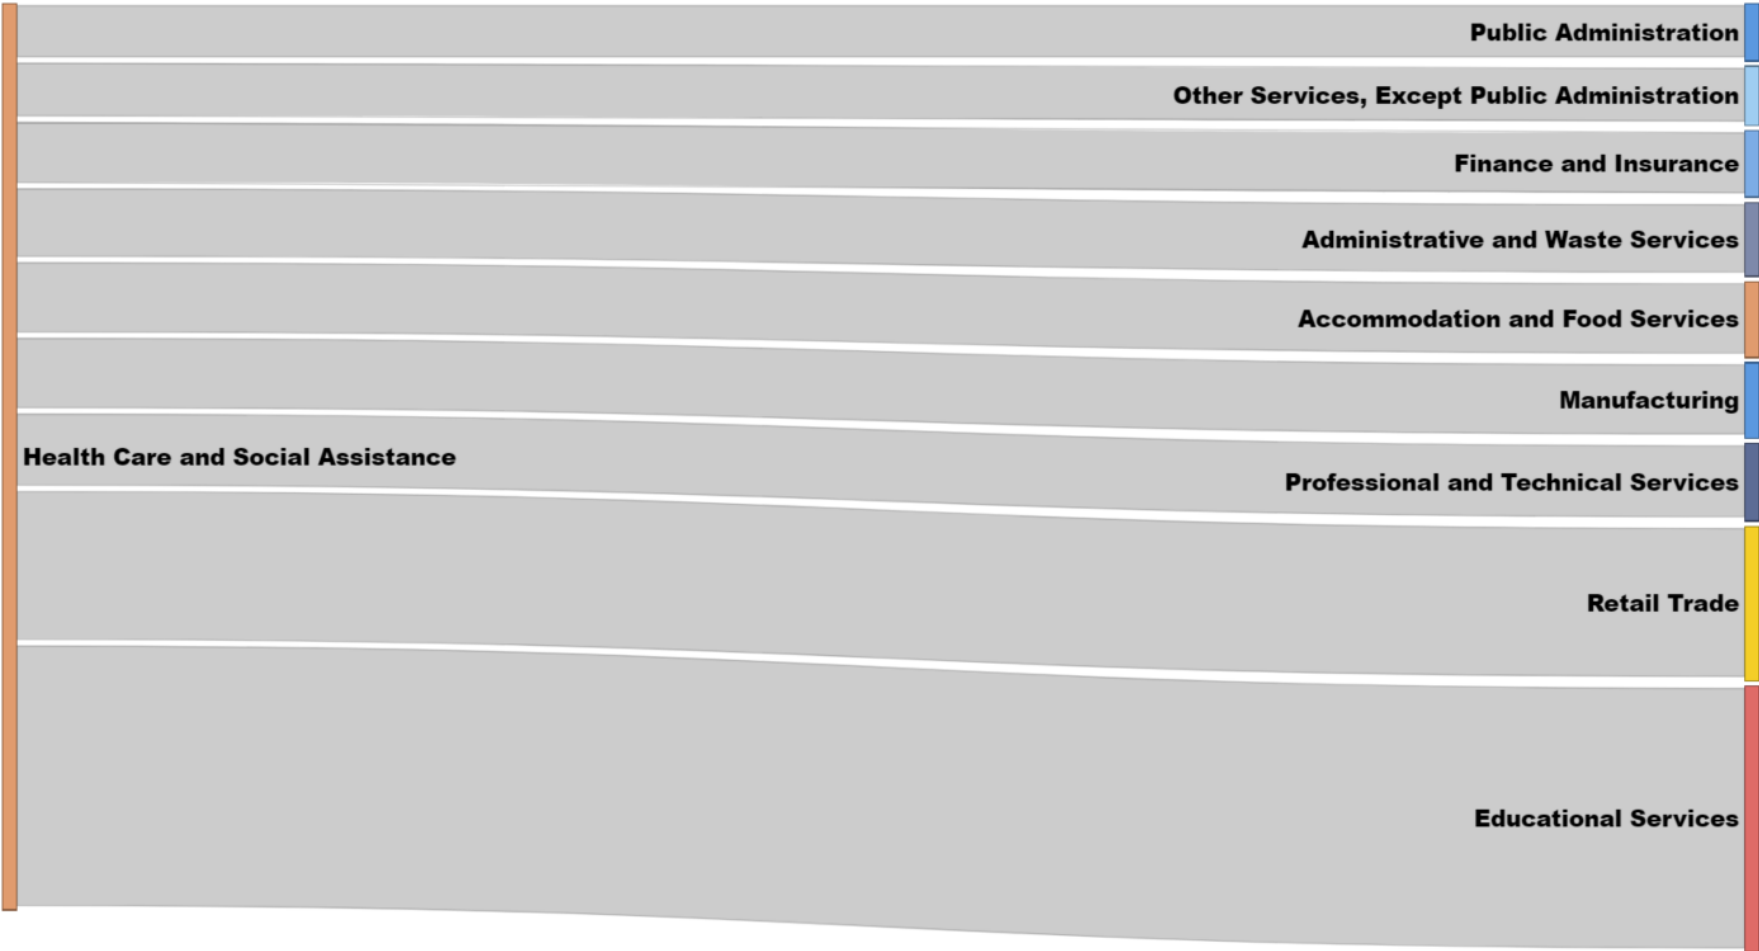 Public Administration
Other Services, Except Public Administration
Finance and Insurance
Administrative and Waste Services
Accommodation and Food Services
Manufacturing
Health Care and Social Assistance
Professional and Technical Services
Retail Trade
Educational Services